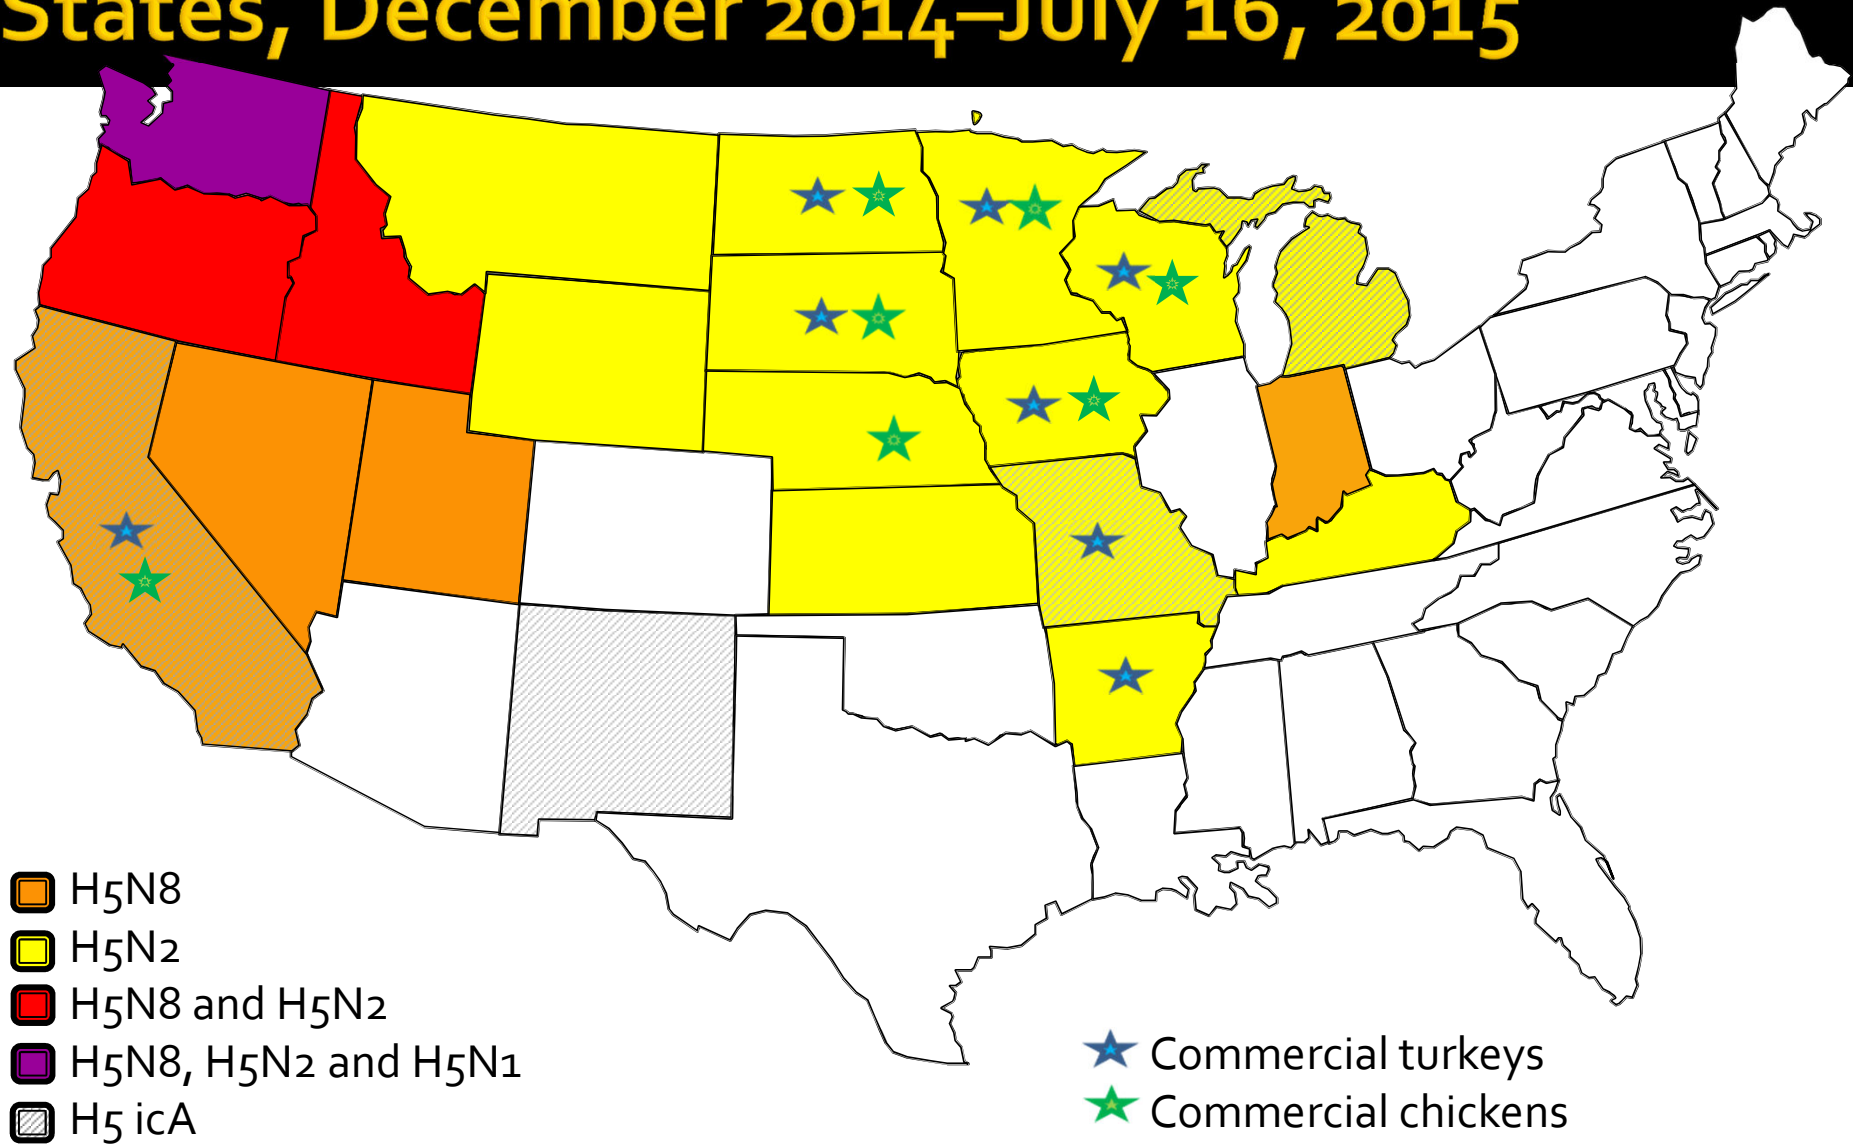 States, December 2014–July 16, 2015
H5N8
H5N2
H5N8 and H5N2
H5N8, H5N2 and H5N1
H5 icA
Commercial turkeys
Commercial chickens